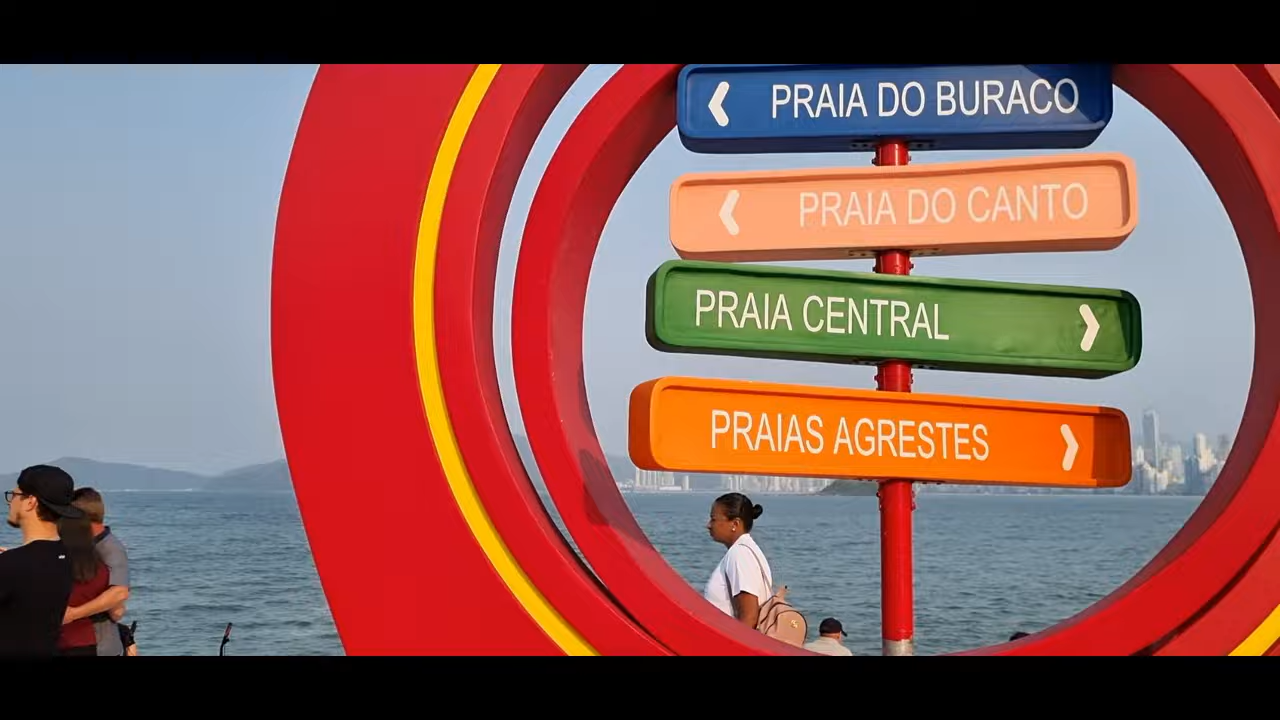 PRAIA DO BURACO
PRAIA DO CANTO
PRAIA CENTRAL
PRAIAS AGRESTES